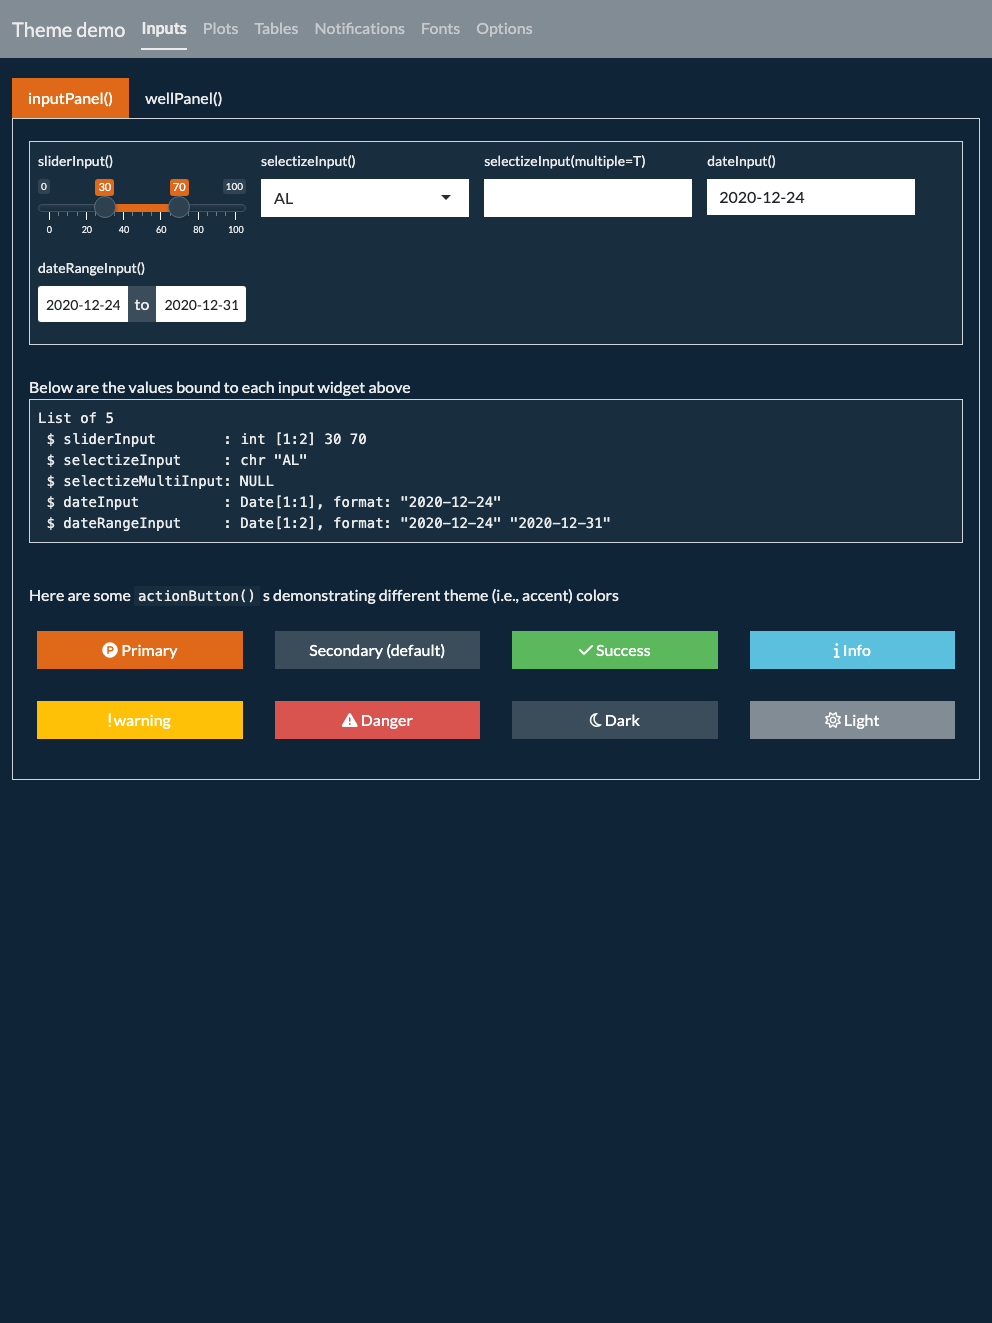 Theme demo Inputs Plots Tables Notifications Fonts Options
inputPanel() wellPanel()
sliderInput() selectizeInput() selectizeInput(multiple=T) dateInput()
0 30 70 100
AL
2020-12-24
0 20 40 60 80 100
dateRangeInput()
2020-12-24 to 2020-12-31
Below are the values bound to each input widget above
List of 5
 $ sliderInput        : int [1:2] 30 70
 $ selectizeInput     : chr "AL"
 $ selectizeMultiInput: NULL
 $ dateInput          : Date[1:1], format: "2020-12-24"
 $ dateRangeInput     : Date[1:2], format: "2020-12-24" "2020-12-31"
Here are some actionButton() s demonstrating different theme (i.e., accent) colors
Primary Secondary (default) Success Info
warning Danger Dark Light